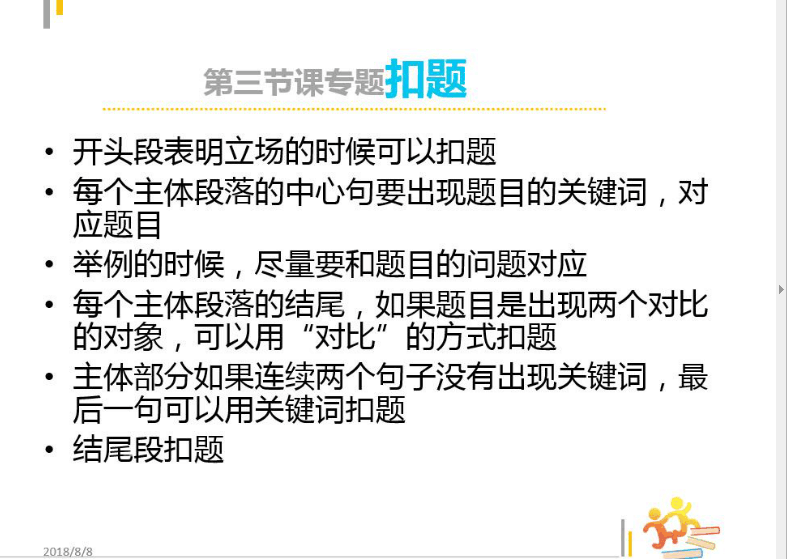 第三节课专题扣题
• 开头段表明立场的时候可以扣题
• 每个主体段落的中心句要出现题目的关键词，对
应题目
• 举例的时候，尽量要和题目的问题对应
• 每个主体段落的结尾，如果题目是出现两个对比
的对象，可以用“对比”的方式扣题
• 主体部分如果连续两个句子没有出现关键词，最
后一句可以用关键词扣题
• 结尾段扣题
2018/8/8